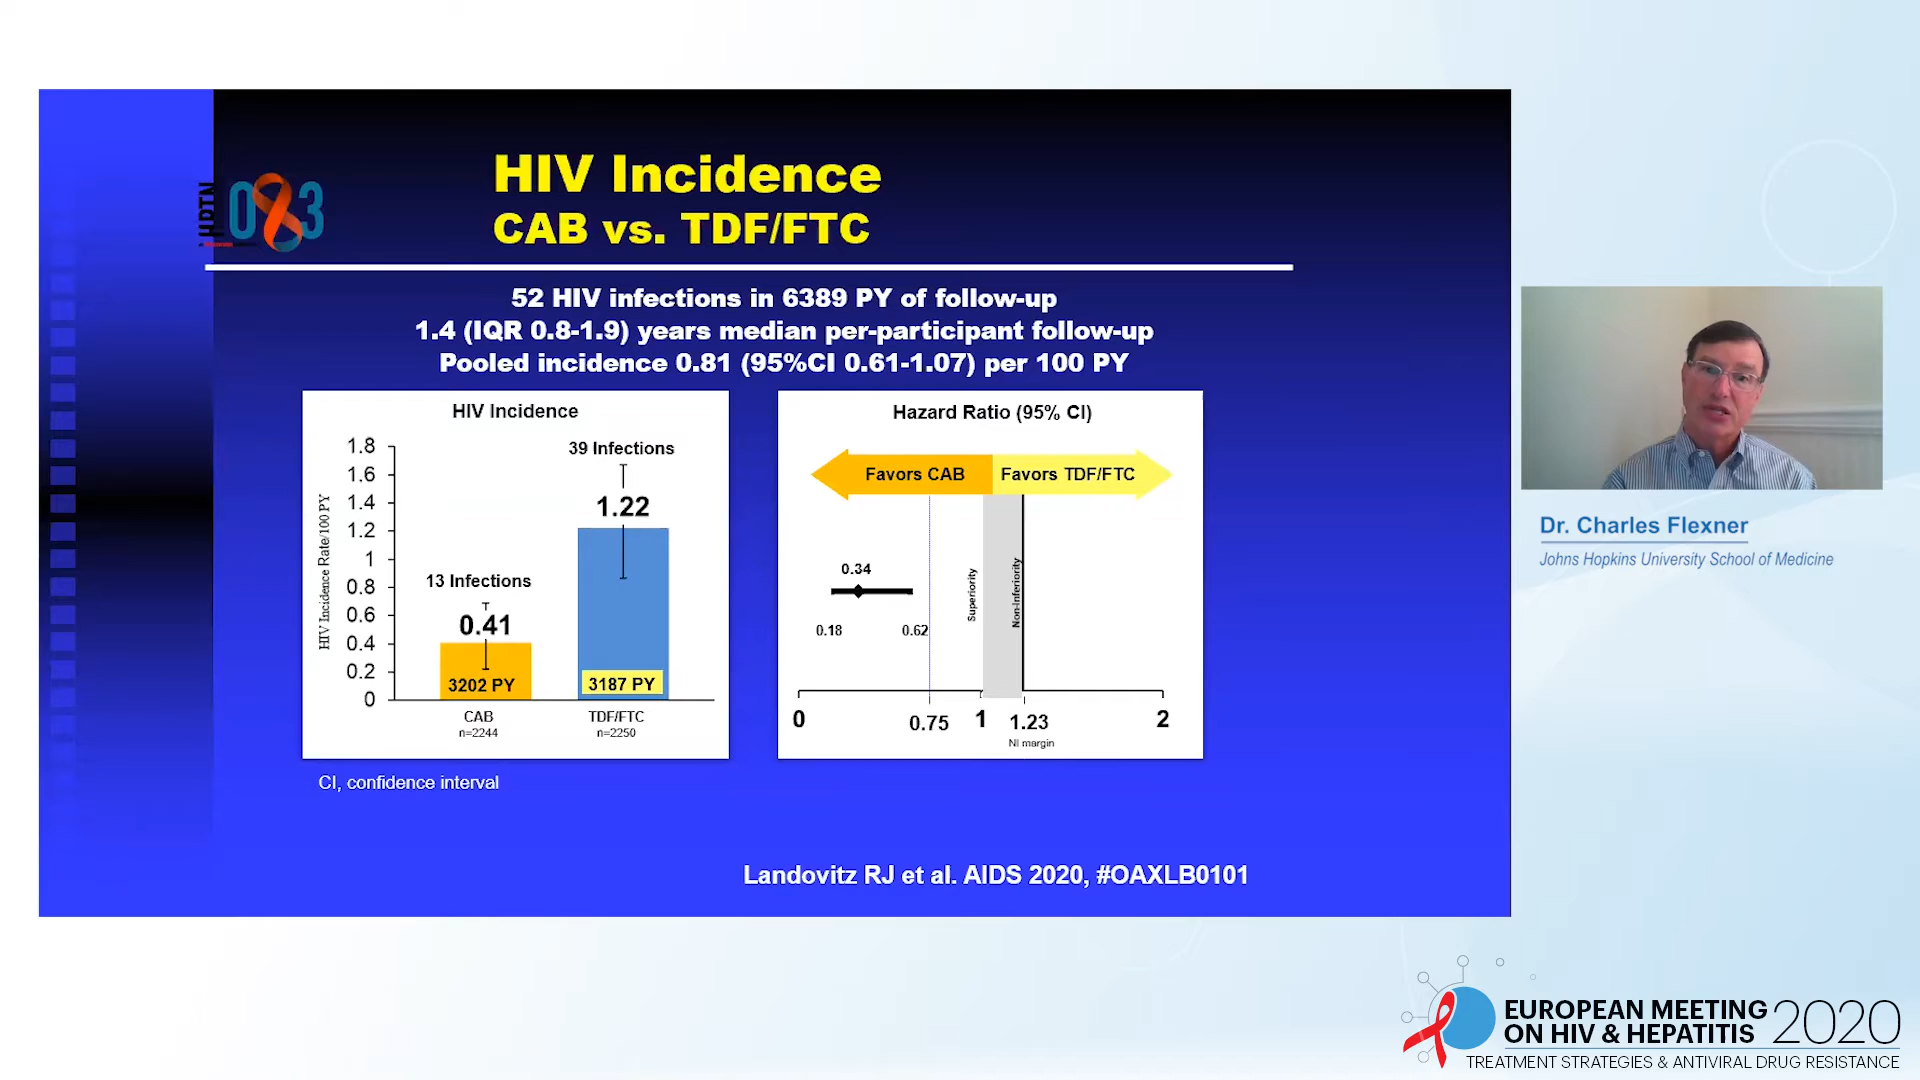 HPTN 083
HIV Incidence
CAB vs. TDF/FTC
52 HIV infections in 6389 PY of follow-up
1.4 (IQR 0.8-1.9) years median per-participant follow-up
Pooled incidence 0.81 (95%CI 0.61-1.07) per 100 PY
HIV Incidence
HIV Incidence Rate/100 PY
1.8
1.6
1.4
1.2
1
0.8
0.6
0.4
0.2
0
39 Infections
1.22
13 Infections
0.41
3202 PY
3187 PY
CAB
n=2244
TDF/FTC
n=2250
Hazard Ratio (95% CI)
Favors CAB
Favors TDF/FTC
0.34
0.18
0.62
Superiority
Non-inferiority
0
0.75
1
1.23
2
NI margin
CI, confidence interval
Landovitz RJ et al. AIDS 2020, #OAXLB0101
Dr. Charles Flexner
Johns Hopkins University School of Medicine
EUROPEAN MEETING
ON HIV & HEPATITIS 2020
TREATMENT STRATEGIES & ANTIVIRAL DRUG RESISTANCE